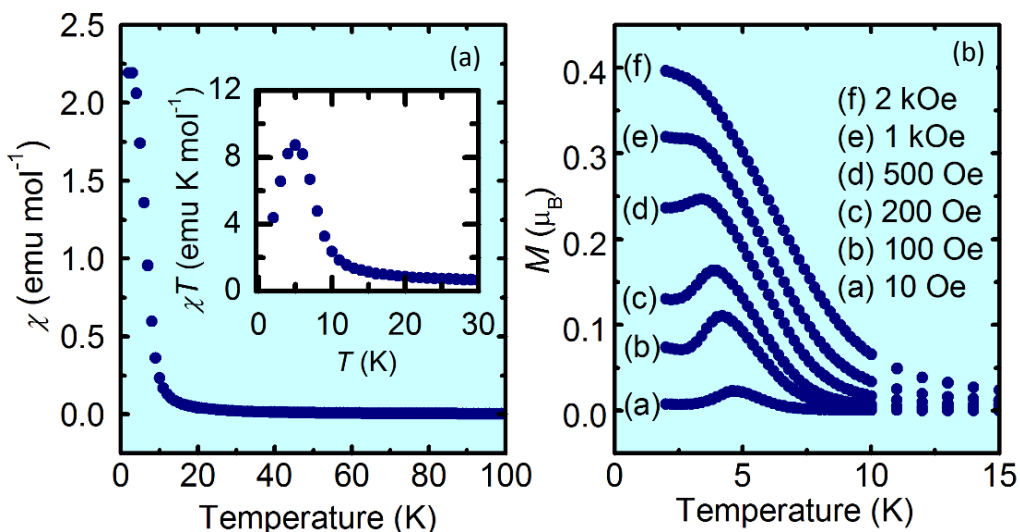 (a)
2.5
2.0
1.5
1.0
0.5
0.0
χ (emu mol⁻¹)
0 20 40 60 80 100
Temperature (K)
12
8
4
0
χT (emu K mol⁻¹)
0 10 20 30
T (K)
(b)
0.4
0.3
0.2
0.1
0.0
M (μB)
(f)
(e)
(d)
(c)
(b)
(a)
(f) 2 kOe
(e) 1 kOe
(d) 500 Oe
(c) 200 Oe
(b) 100 Oe
(a) 10 Oe
0 5 10 15
Temperature (K)